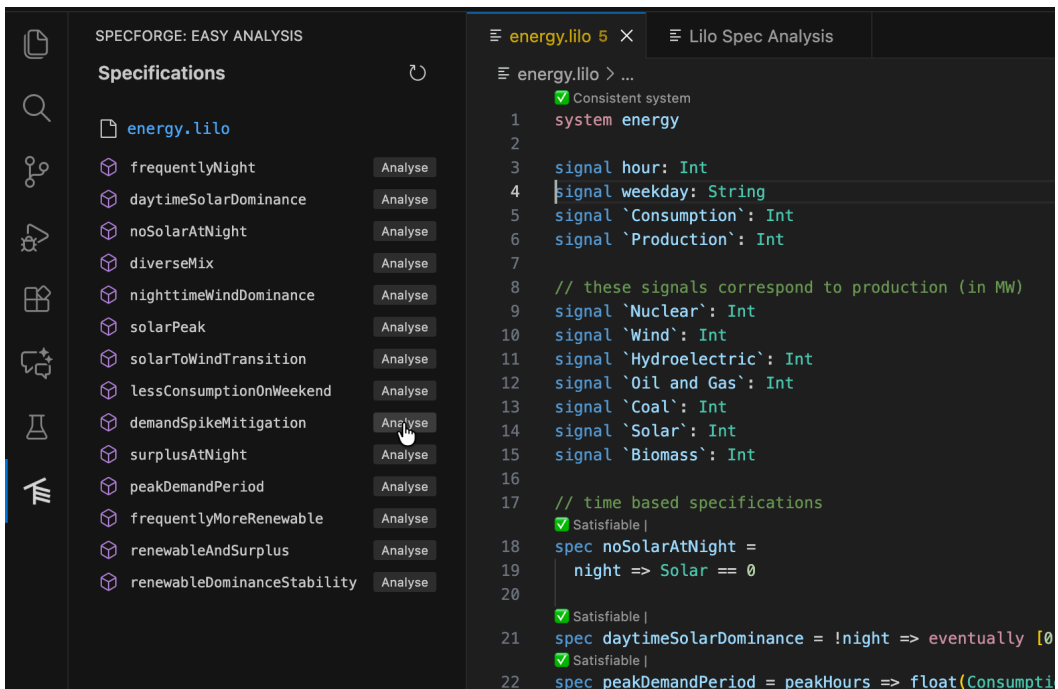 SPECFORGE: EASY ANALYSIS
Specifications
energy.lilo
frequentlyNight Analyse
daytimeSolarDominance Analyse
noSolarAtNight Analyse
diverseMix Analyse
nighttimeWindDominance Analyse
solarPeak Analyse
solarToWindTransition Analyse
lessConsumptionOnWeekend Analyse
demandSpikeMitigation Analyse
surplusAtNight Analyse
peakDemandPeriod Analyse
frequentlyMoreRenewable Analyse
renewableAndSurplus Analyse
renewableDominanceStability Analyse
energy.lilo 5
Lilo Spec Analysis
energy.lilo > ...
✅ Consistent system
1 system energy
2
3 signal hour: Int
4 signal weekday: String
5 signal `Consumption`: Int
6 signal `Production`: Int
7
8 // these signals correspond to production (in MW)
9 signal `Nuclear`: Int
10 signal `Wind`: Int
11 signal `Hydroelectric`: Int
12 signal `Oil and Gas`: Int
13 signal `Coal`: Int
14 signal `Solar`: Int
15 signal `Biomass`: Int
16
17 // time based specifications
✅ Satisfiable |
18 spec noSolarAtNight =
19 night => Solar == 0
20
✅ Satisfiable |
21 spec daytimeSolarDominance = !night => eventually [0
✅ Satisfiable |
22 spec peakDemandPeriod = peakHours => float(Consumpti